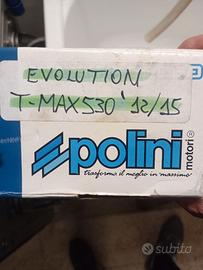 EVOLUTION
T-MAX530 '12/15
polini
motori®
trasforma il meglio in massimo
subito